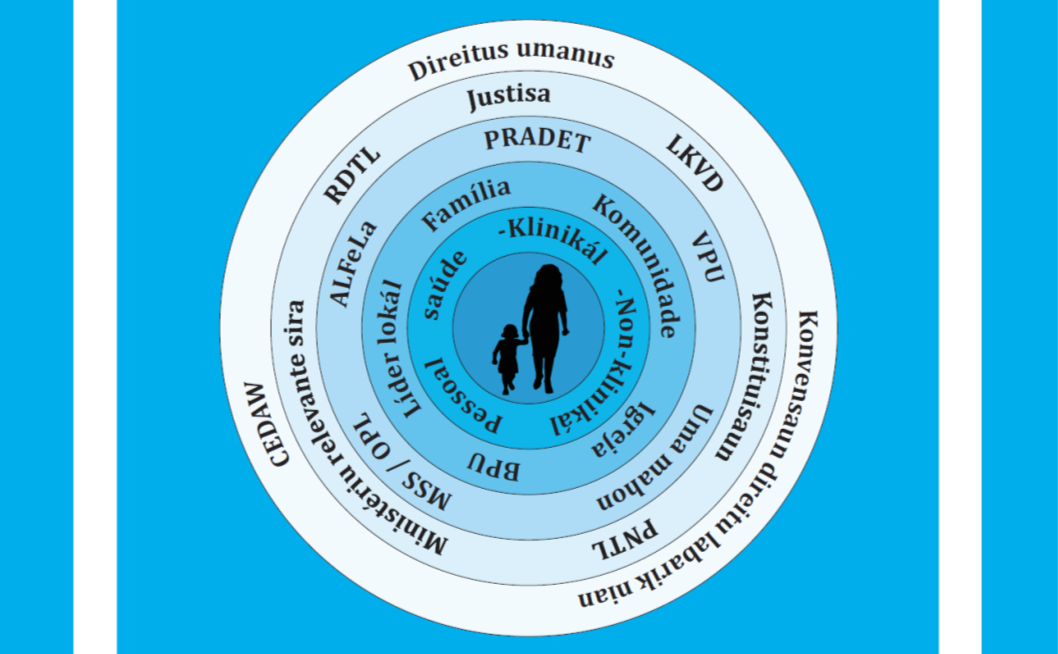 Direitus umanus
Konvensaun direitu labarik nian
CEDAW
Justisa
LKVD
Konstituisaun
PNTL
Ministériu relevante sira
RDTL
PRADET
VPU
Uma mahon
MSS / OPL
ALFeLa
Família
Komunidade
Igreja
BPU
Líder lokál
Pessoal
saúde
-Klinikál
-Non-klinikál